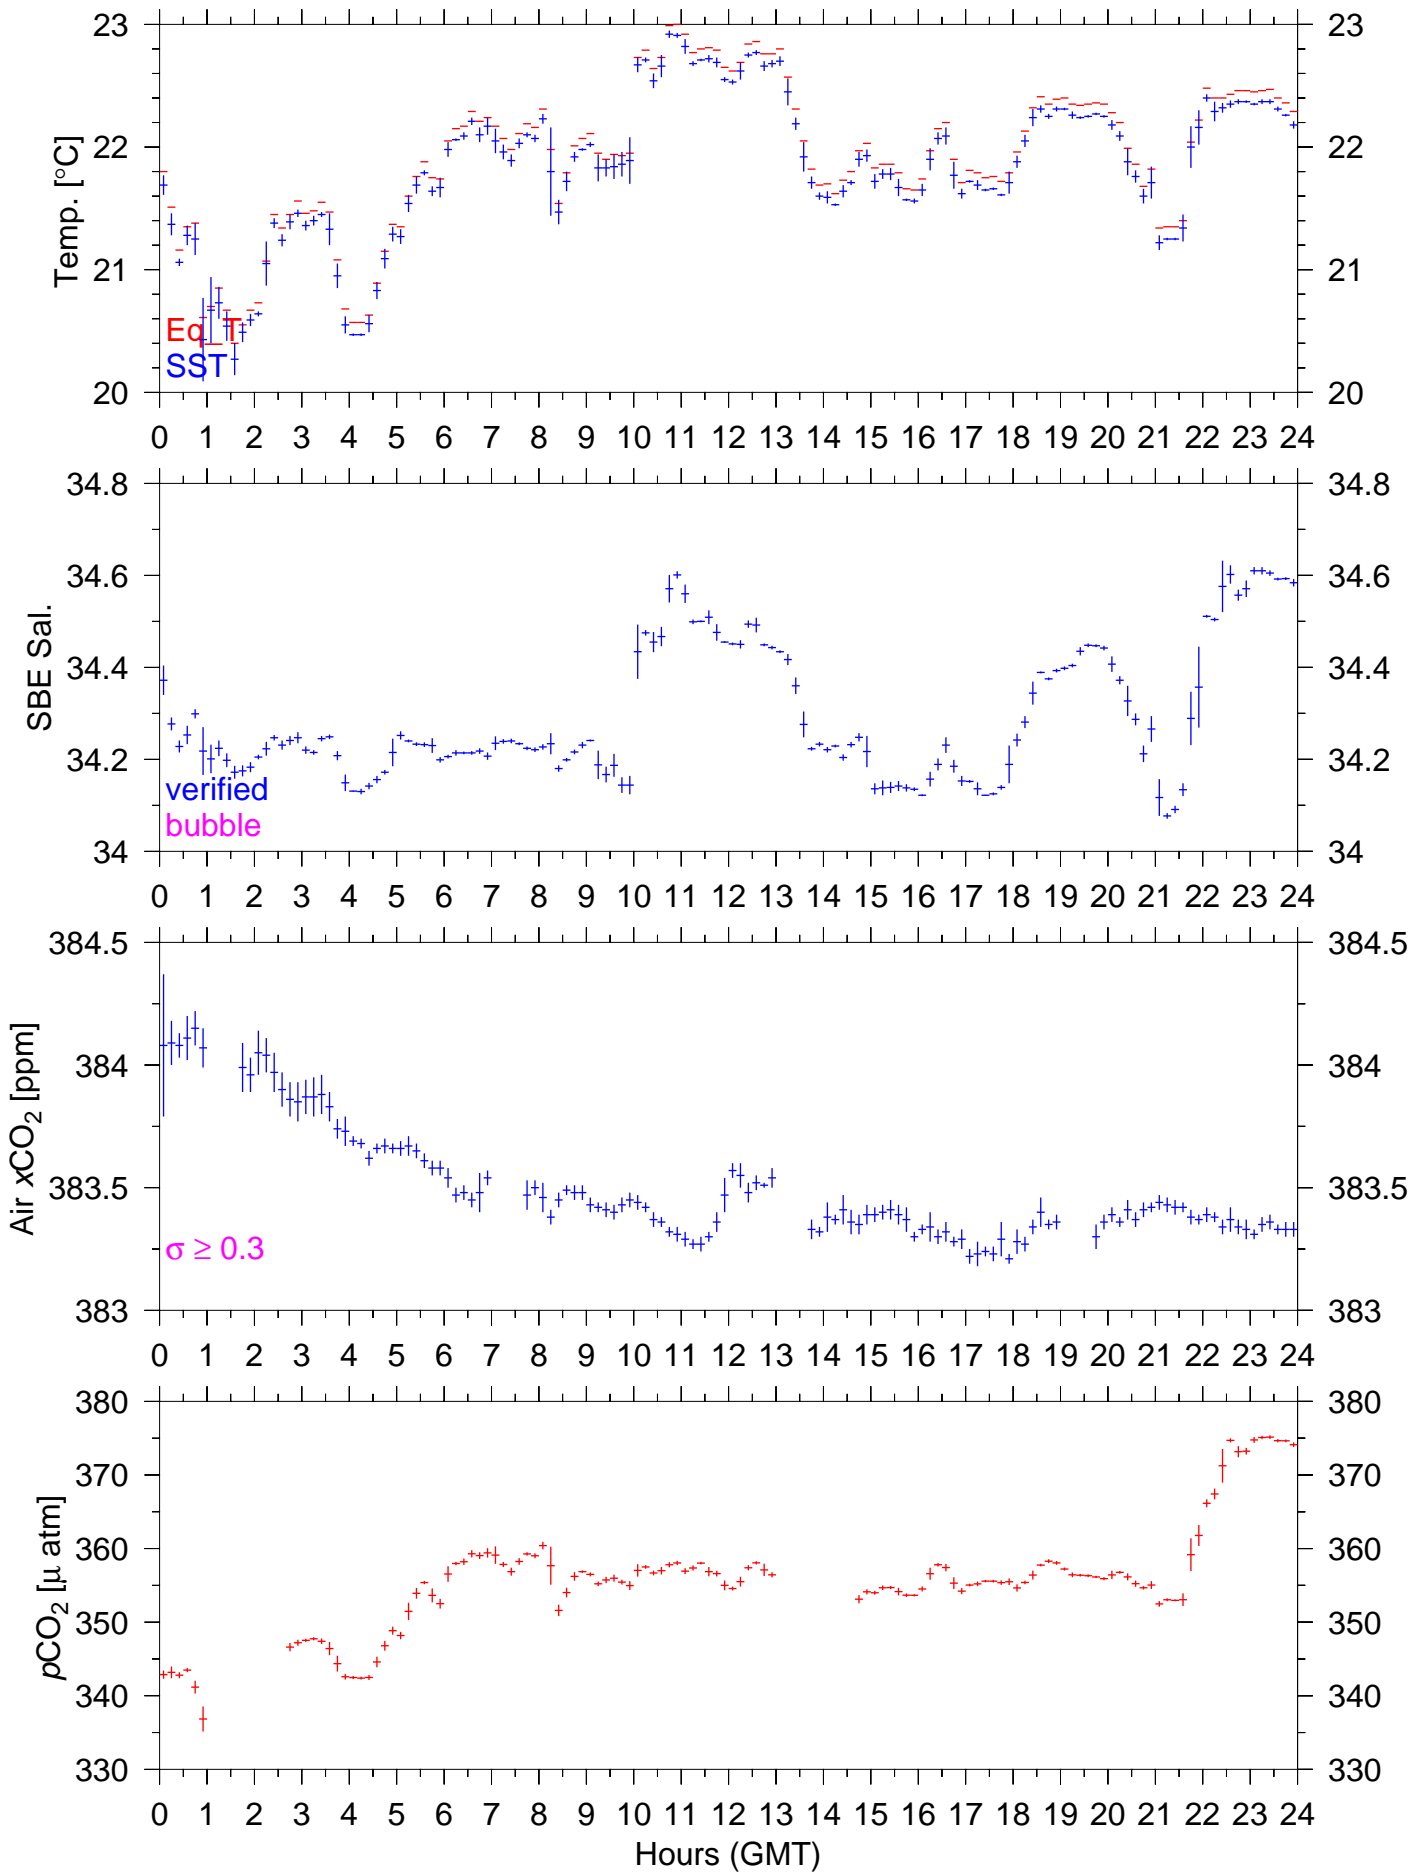 23 23
22 22
Temp. [°C]
21 21
Eq_T
SST
20 20
0 1 2 3 4 5 6 7 8 9 10 11 12 13 14 15 16 17 18 19 20 21 22 23 24
34.8 34.8
34.6 34.6
SBE Sal.
34.4 34.4
34.2 34.2
verified
bubble
34 34
0 1 2 3 4 5 6 7 8 9 10 11 12 13 14 15 16 17 18 19 20 21 22 23 24
384.5 384.5
384 384
Air xCO₂ [ppm]
383.5 383.5
σ ≥ 0.3
383 383
0 1 2 3 4 5 6 7 8 9 10 11 12 13 14 15 16 17 18 19 20 21 22 23 24
380 380
370 370
360 360
pCO₂ [µ atm]
350 350
340 340
330 330
0 1 2 3 4 5 6 7 8 9 10 11 12 13 14 15 16 17 18 19 20 21 22 23 24
Hours (GMT)